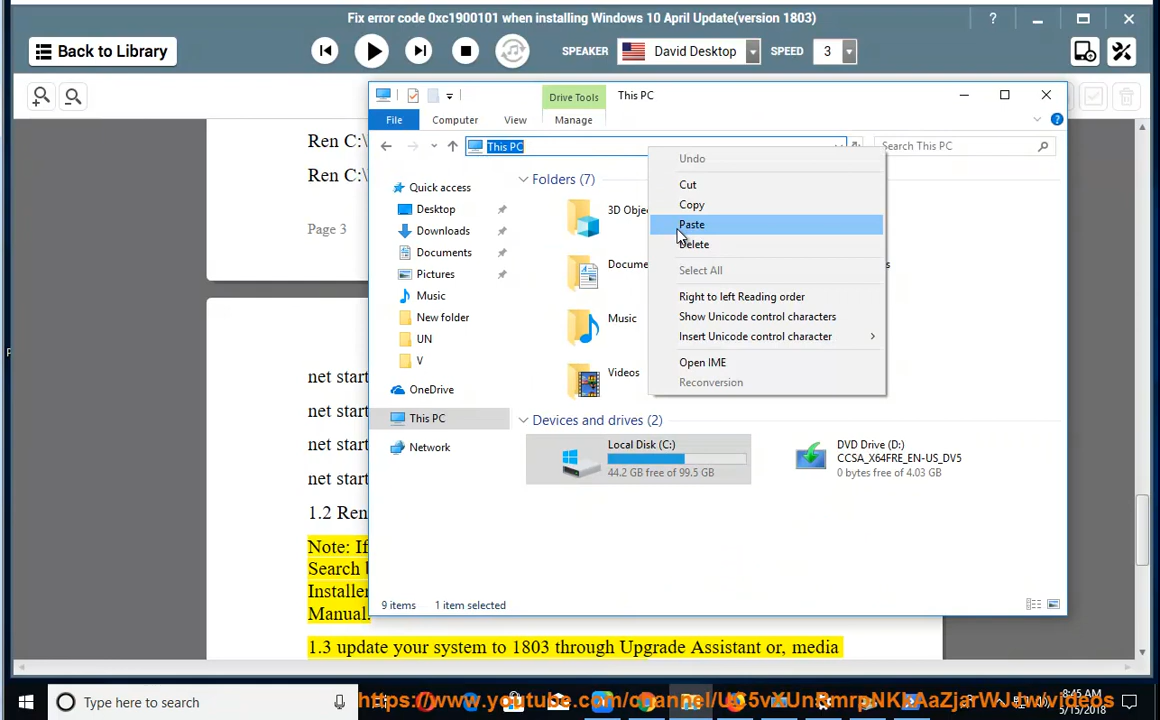 Fix error code 0xc1900101 when installing Windows 10 April Update(version 1803)
?
Back to Library
SPEAKER
David Desktop
SPEED
3
Drive Tools
This PC
File
Computer
View
Manage
This PC
Search This PC
Ren C:\
Ren C:\
Page 3
Quick access
Desktop
Downloads
Documents
Pictures
Music
New folder
UN
V
OneDrive
This PC
Network
Folders (7)
3D Obje
Docume
Music
Videos
Undo
Cut
Copy
Paste
Delete
Select All
Right to left Reading order
Show Unicode control characters
Insert Unicode control character
Open IME
Reconversion
Devices and drives (2)
Local Disk (C:)
44.2 GB free of 99.5 GB
DVD Drive (D:)
CCSA_X64FRE_EN-US_DV5
0 bytes free of 4.03 GB
9 items
1 item selected
net start
net start
net start
net start
1.2 Ren
Note: If
Search
Installer
Manual.
1.3 update your system to 1803 through Upgrade Assistant or, media
Type here to search
8:45 AM
5/15/2018